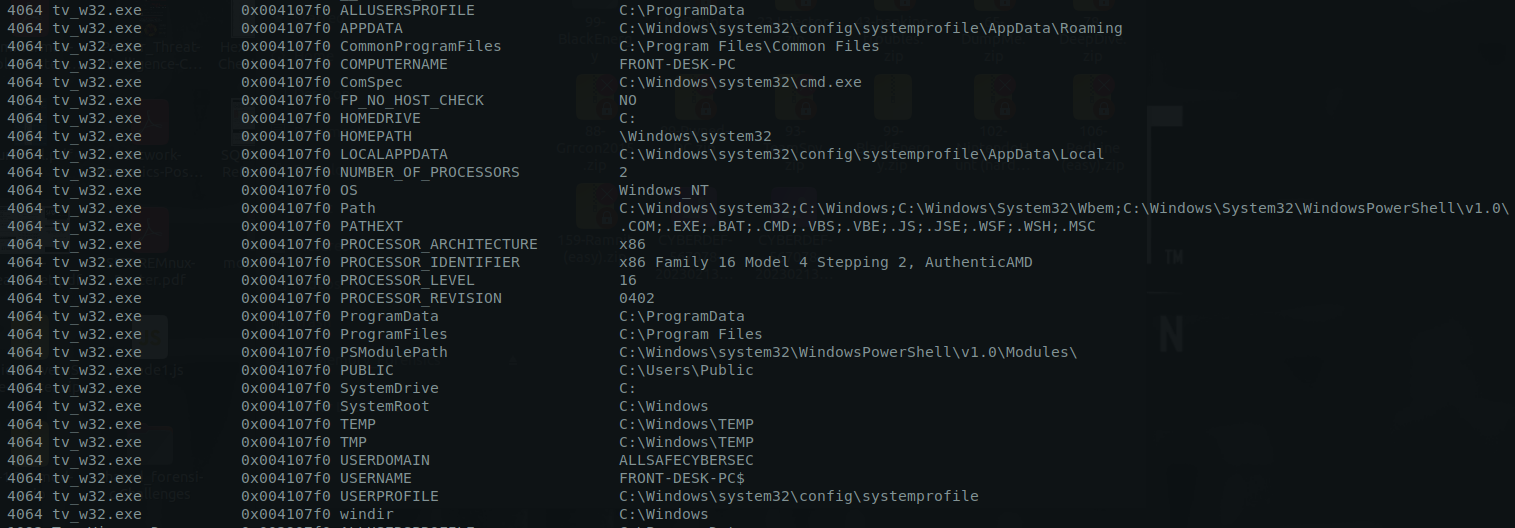 4064 tv_w32.exe 0x004107f0 ALLUSERSPROFILE C:\ProgramData
4064 tv_w32.exe 0x004107f0 APPDATA C:\Windows\system32\config\systemprofile\AppData\Roaming
4064 tv_w32.exe 0x004107f0 CommonProgramFiles C:\Program Files\Common Files
4064 tv_w32.exe 0x004107f0 COMPUTERNAME FRONT-DESK-PC
4064 tv_w32.exe 0x004107f0 ComSpec C:\Windows\system32\cmd.exe
4064 tv_w32.exe 0x004107f0 FP_NO_HOST_CHECK NO
4064 tv_w32.exe 0x004107f0 HOMEDRIVE C:
4064 tv_w32.exe 0x004107f0 HOMEPATH \Windows\system32
4064 tv_w32.exe 0x004107f0 LOCALAPPDATA C:\Windows\system32\config\systemprofile\AppData\Local
4064 tv_w32.exe 0x004107f0 NUMBER_OF_PROCESSORS 2
4064 tv_w32.exe 0x004107f0 OS Windows_NT
4064 tv_w32.exe 0x004107f0 Path C:\Windows\system32;C:\Windows;C:\Windows\System32\Wbem;C:\Windows\System32\WindowsPowerShell\v1.0\
4064 tv_w32.exe 0x004107f0 PATHEXT .COM;.EXE;.BAT;.CMD;.VBS;.VBE;.JS;.JSE;.WSF;.WSH;.MSC
4064 tv_w32.exe 0x004107f0 PROCESSOR_ARCHITECTURE x86
4064 tv_w32.exe 0x004107f0 PROCESSOR_IDENTIFIER x86 Family 16 Model 4 Stepping 2, AuthenticAMD
4064 tv_w32.exe 0x004107f0 PROCESSOR_LEVEL 16
4064 tv_w32.exe 0x004107f0 PROCESSOR_REVISION 0402
4064 tv_w32.exe 0x004107f0 ProgramData C:\ProgramData
4064 tv_w32.exe 0x004107f0 ProgramFiles C:\Program Files
4064 tv_w32.exe 0x004107f0 PSModulePath C:\Windows\system32\WindowsPowerShell\v1.0\Modules\
4064 tv_w32.exe 0x004107f0 PUBLIC C:\Users\Public
4064 tv_w32.exe 0x004107f0 SystemDrive C:
4064 tv_w32.exe 0x004107f0 SystemRoot C:\Windows
4064 tv_w32.exe 0x004107f0 TEMP C:\Windows\TEMP
4064 tv_w32.exe 0x004107f0 TMP C:\Windows\TEMP
4064 tv_w32.exe 0x004107f0 USERDOMAIN ALLSAFECYBERSEC
4064 tv_w32.exe 0x004107f0 USERNAME FRONT-DESK-PC$
4064 tv_w32.exe 0x004107f0 USERPROFILE C:\Windows\system32\config\systemprofile
4064 tv_w32.exe 0x004107f0 windir C:\Windows
TM
N